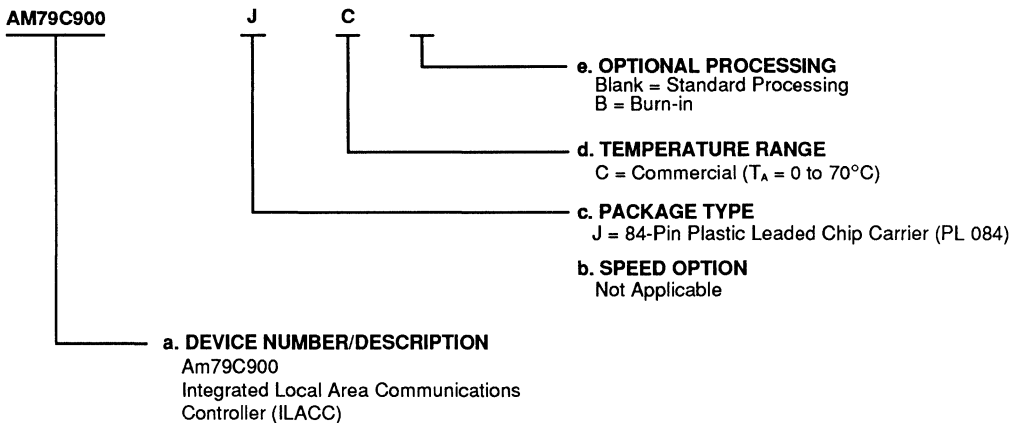 AM79C900 J C
e. OPTIONAL PROCESSING
Blank = Standard Processing
B = Burn-in
d. TEMPERATURE RANGE
C = Commercial (TA = 0 to 70°C)
c. PACKAGE TYPE
J = 84-Pin Plastic Leaded Chip Carrier (PL 084)
b. SPEED OPTION
Not Applicable
a. DEVICE NUMBER/DESCRIPTION
Am79C900
Integrated Local Area Communications
Controller (ILACC)